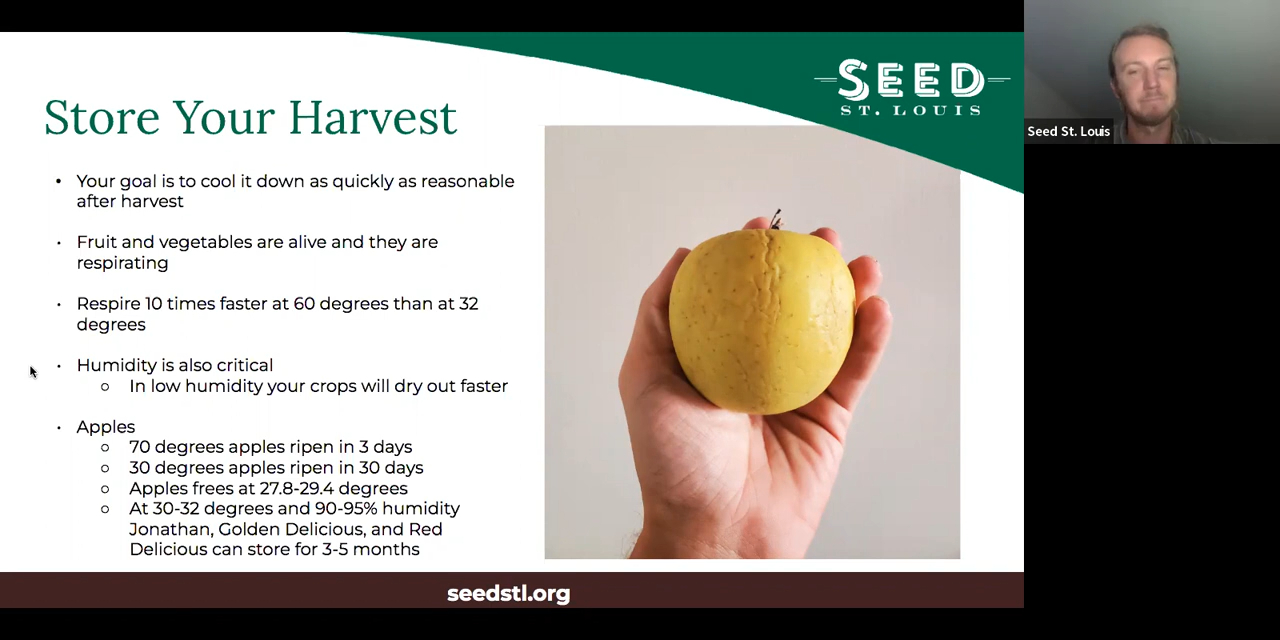 SEED
ST. LOUIS
Seed St. Louis
Store Your Harvest
• Your goal is to cool it down as quickly as reasonable
after harvest
• Fruit and vegetables are alive and they are
respirating
• Respire 10 times faster at 60 degrees than at 32
degrees
• Humidity is also critical
○ In low humidity your crops will dry out faster
• Apples
○ 70 degrees apples ripen in 3 days
○ 30 degrees apples ripen in 30 days
○ Apples frees at 27.8-29.4 degrees
○ At 30-32 degrees and 90-95% humidity
Jonathan, Golden Delicious, and Red
Delicious can store for 3-5 months
seedstl.org